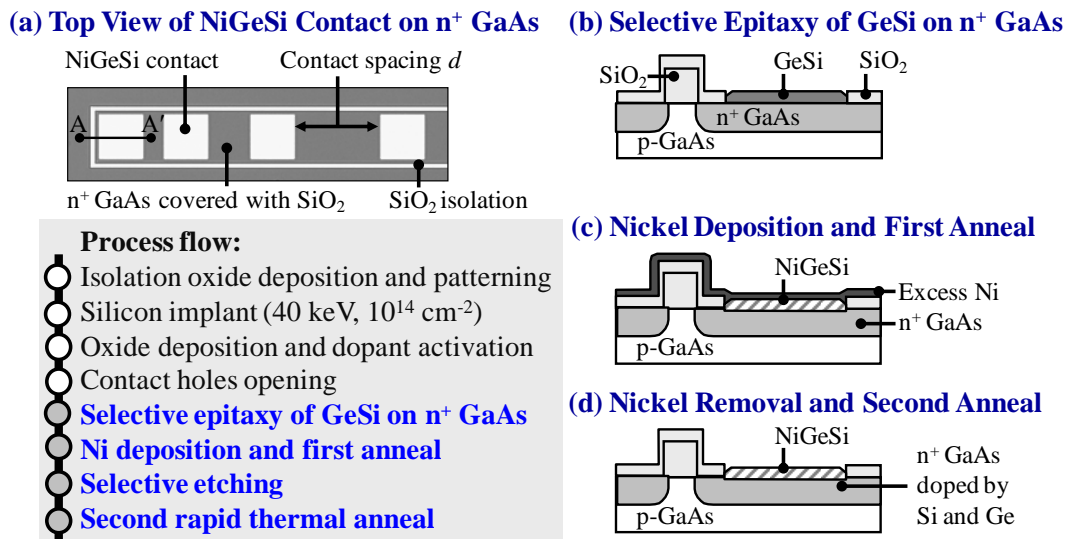 (a) Top View of NiGeSi Contact on n⁺ GaAs
NiGeSi contact
Contact spacing d
A
A′
n⁺ GaAs covered with SiO₂
SiO₂ isolation
Process flow:
Isolation oxide deposition and patterning
Silicon implant (40 keV, 10¹⁴ cm⁻²)
Oxide deposition and dopant activation
Contact holes opening
Selective epitaxy of GeSi on n⁺ GaAs
Ni deposition and first anneal
Selective etching
Second rapid thermal anneal
(b) Selective Epitaxy of GeSi on n⁺ GaAs
SiO₂
GeSi
SiO₂
n⁺ GaAs
p-GaAs
(c) Nickel Deposition and First Anneal
NiGeSi
Excess Ni
n⁺ GaAs
p-GaAs
(d) Nickel Removal and Second Anneal
NiGeSi
n⁺ GaAs
doped by
Si and Ge
p-GaAs